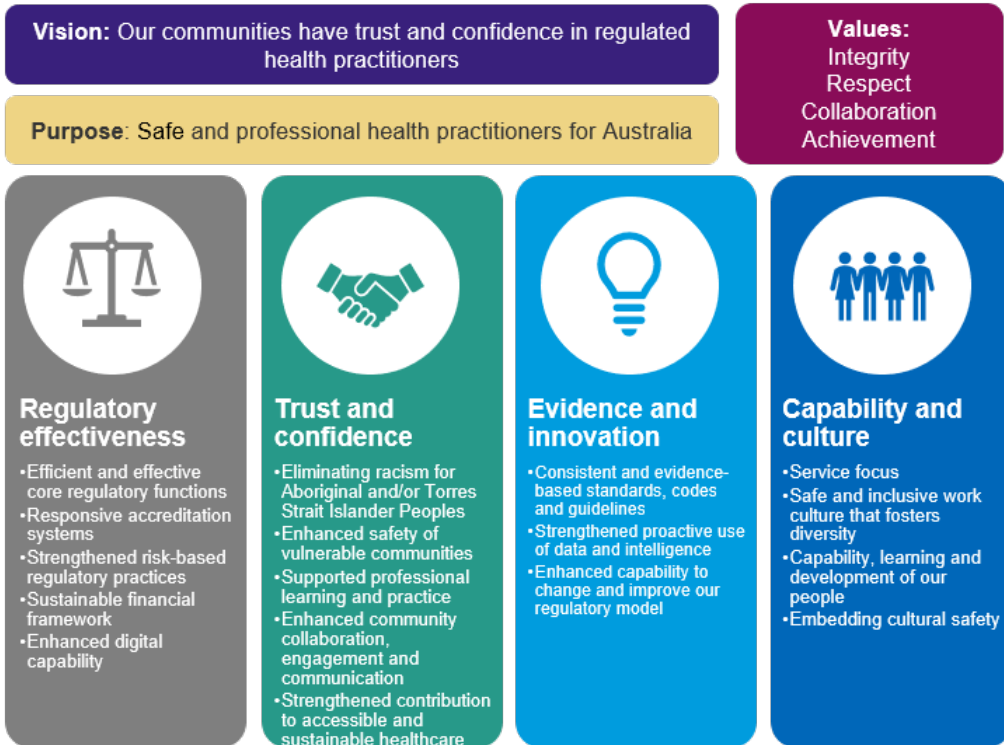 Vision: Our communities have trust and confidence in regulated
health practitioners
Values:
Integrity
Respect
Collaboration
Achievement
Purpose: Safe and professional health practitioners for Australia
Regulatory
effectiveness
•Efficient and effective
core regulatory functions
•Responsive accreditation
systems
•Strengthened risk-based
regulatory practices
•Sustainable financial
framework
•Enhanced digital
capability
Trust and
confidence
•Eliminating racism for
Aboriginal and/or Torres
Strait Islander Peoples
•Enhanced safety of
vulnerable communities
•Supported professional
learning and practice
•Enhanced community
collaboration,
engagement and
communication
•Strengthened contribution
to accessible and
sustainable healthcare
Evidence and
innovation
•Consistent and evidence-
based standards, codes
and guidelines
•Strengthened proactive use
of data and intelligence
•Enhanced capability to
change and improve our
regulatory model
Capability and
culture
•Service focus
•Safe and inclusive work
culture that fosters
diversity
•Capability, learning and
development of our
people
•Embedding cultural safety